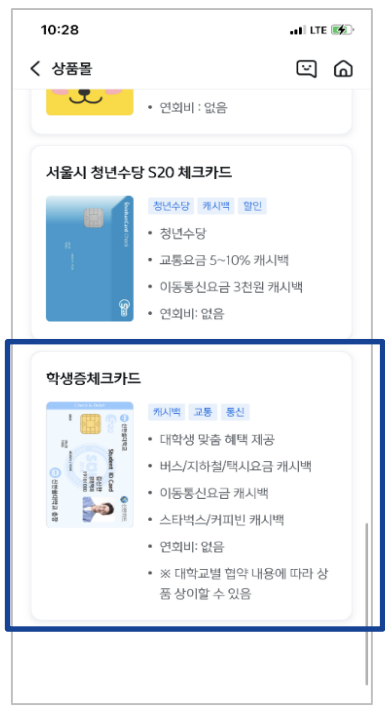 10:28
LTE
상품몰
• 연회비 : 없음
서울시 청년수당 S20 체크카드
청년수당 캐시백 할인
• 청년수당
• 교통요금 5~10% 캐시백
• 이동통신요금 3천원 캐시백
• 연회비: 없음
학생증체크카드
캐시백 교통 통신
Student ID Card
• 대학생 맞춤 혜택 제공
• 버스/지하철/택시요금 캐시백
• 이동통신요금 캐시백
• 스타벅스/커피빈 캐시백
• 연회비: 없음
• ※ 대학교별 협약 내용에 따라 상
품 상이할 수 있음